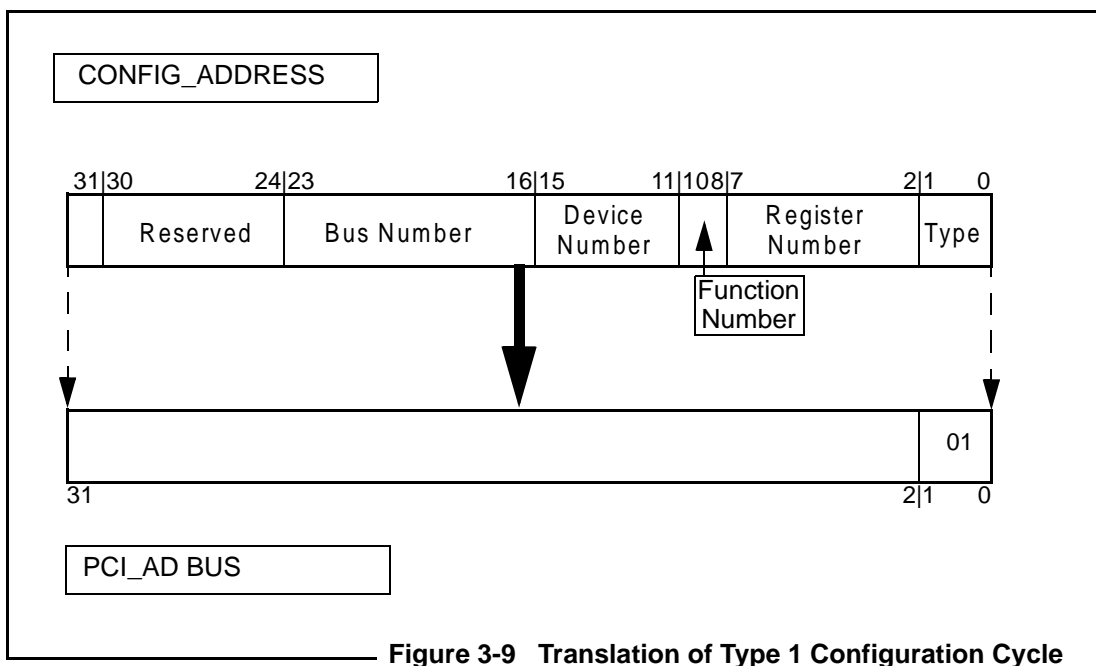 CONFIG_ADDRESS
31|30 24|23 16|15 11|108|7 2|1 0
Reserved Bus Number Device Number Register Number Type
Function
Number
01
31 2|1 0
PCI_AD BUS
Figure 3-9 Translation of Type 1 Configuration Cycle